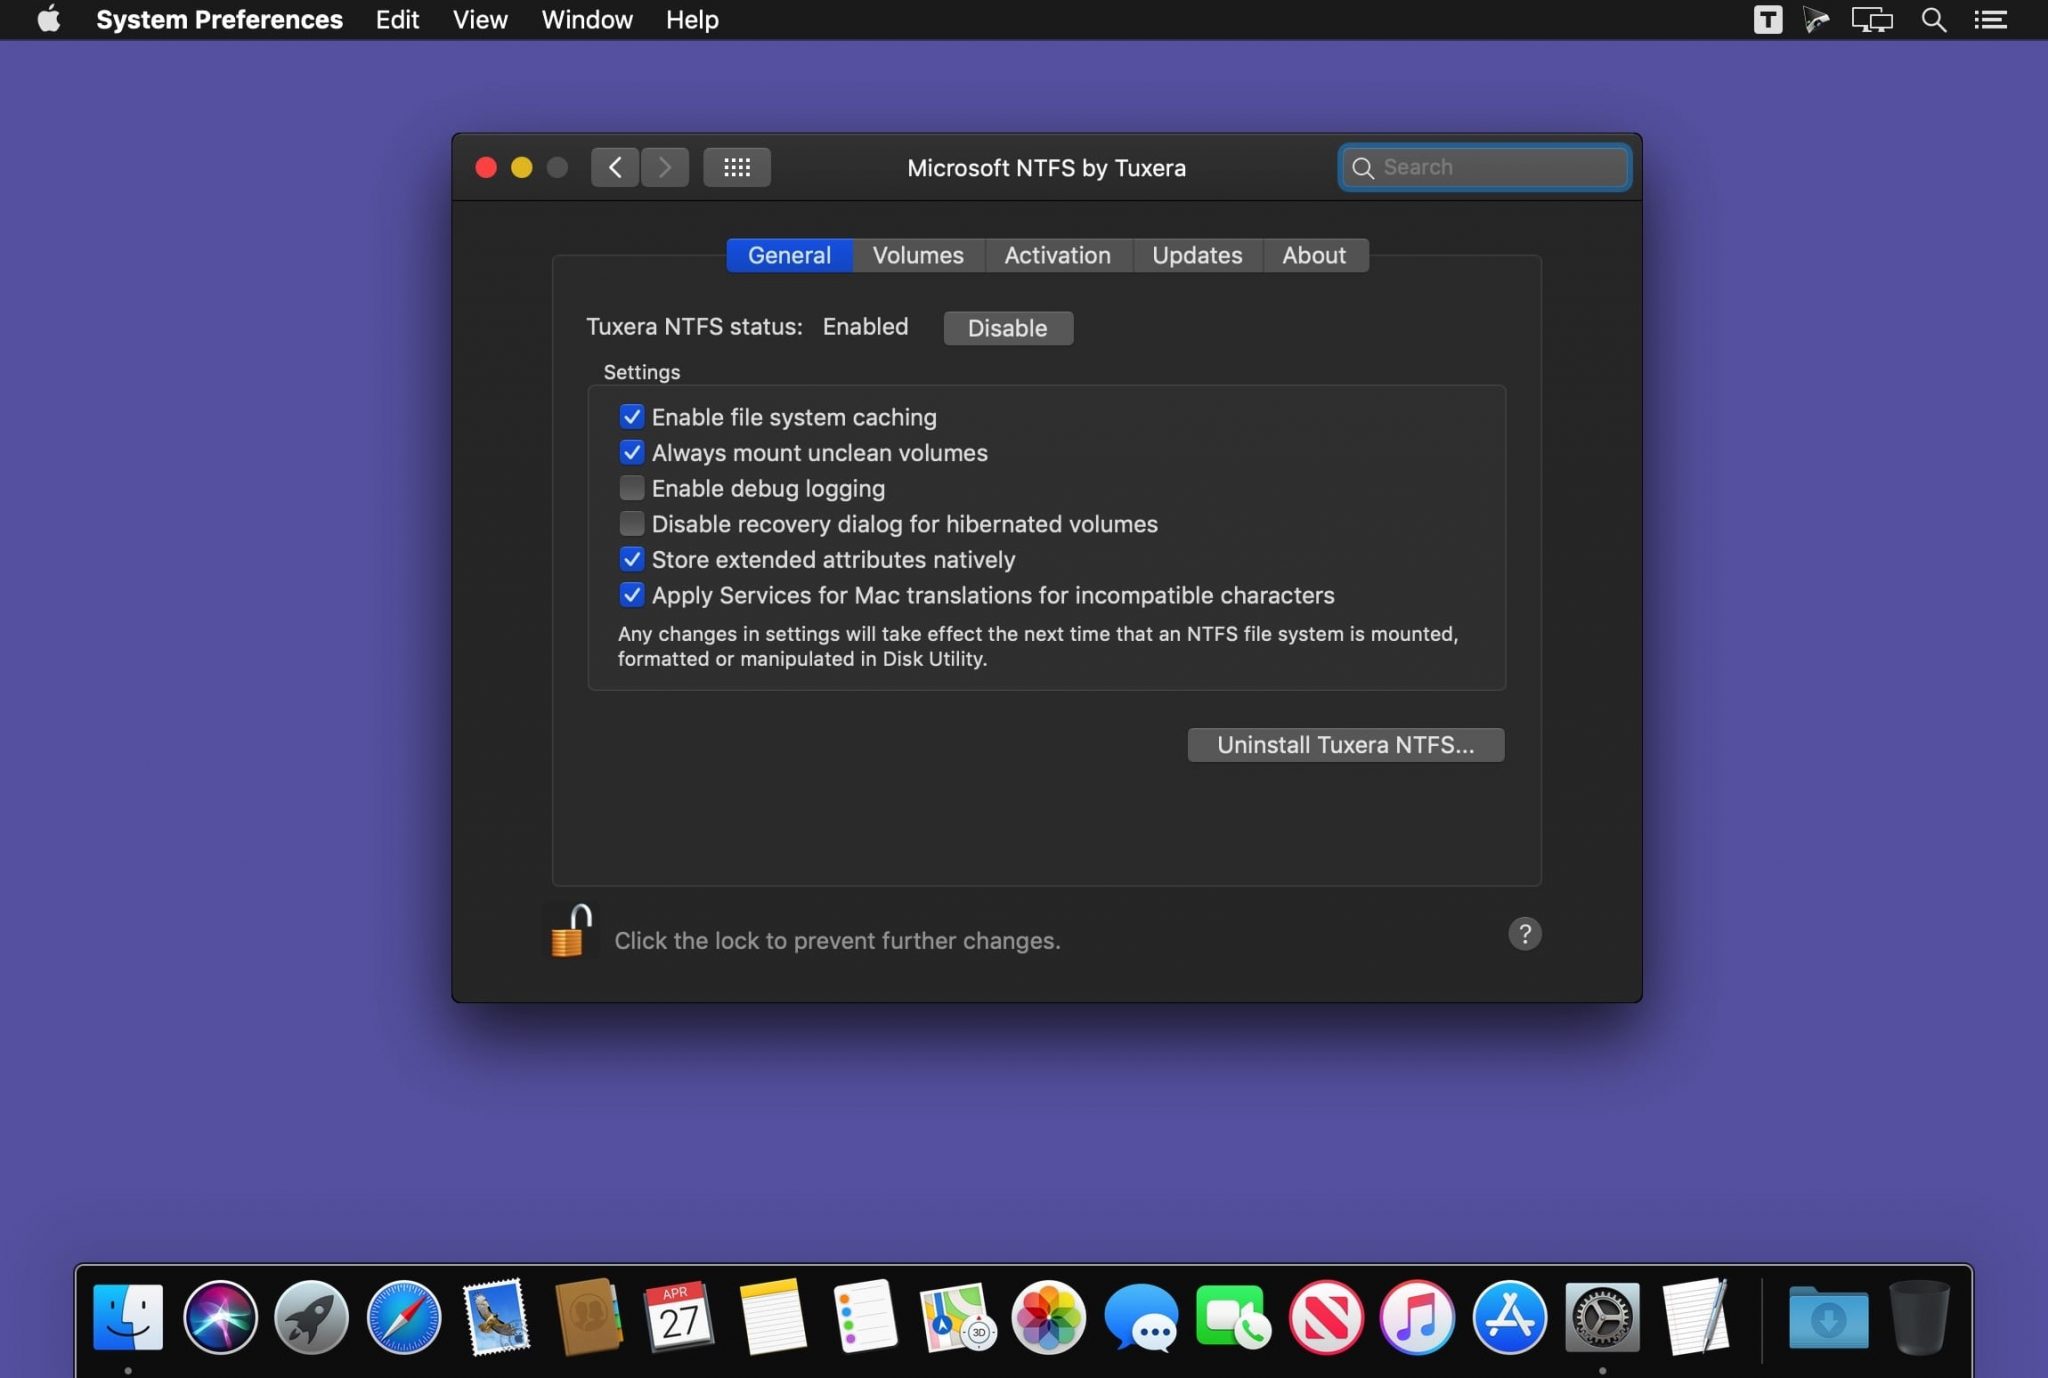 System Preferences Edit View Window Help T
Microsoft NTFS by Tuxera Search
General Volumes Activation Updates About
Tuxera NTFS status: Enabled Disable
Settings
Enable file system caching
Always mount unclean volumes
Enable debug logging
Disable recovery dialog for hibernated volumes
Store extended attributes natively
Apply Services for Mac translations for incompatible characters
Any changes in settings will take effect the next time that an NTFS file system is mounted,
formatted or manipulated in Disk Utility.
Uninstall Tuxera NTFS...
Click the lock to prevent further changes. ?
APR
27
3D